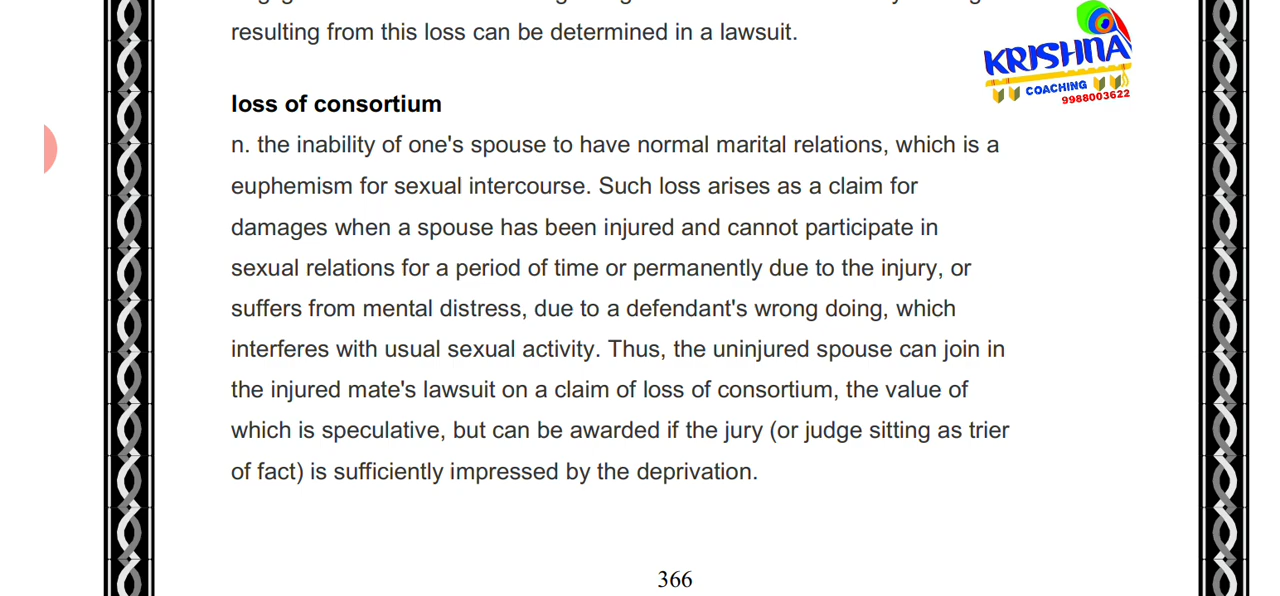 resulting from this loss can be determined in a lawsuit.
KRISHNA
COACHING
9988003622
loss of consortium
n. the inability of one's spouse to have normal marital relations, which is a
euphemism for sexual intercourse. Such loss arises as a claim for
damages when a spouse has been injured and cannot participate in
sexual relations for a period of time or permanently due to the injury, or
suffers from mental distress, due to a defendant's wrong doing, which
interferes with usual sexual activity. Thus, the uninjured spouse can join in
the injured mate's lawsuit on a claim of loss of consortium, the value of
which is speculative, but can be awarded if the jury (or judge sitting as trier
of fact) is sufficiently impressed by the deprivation.
366